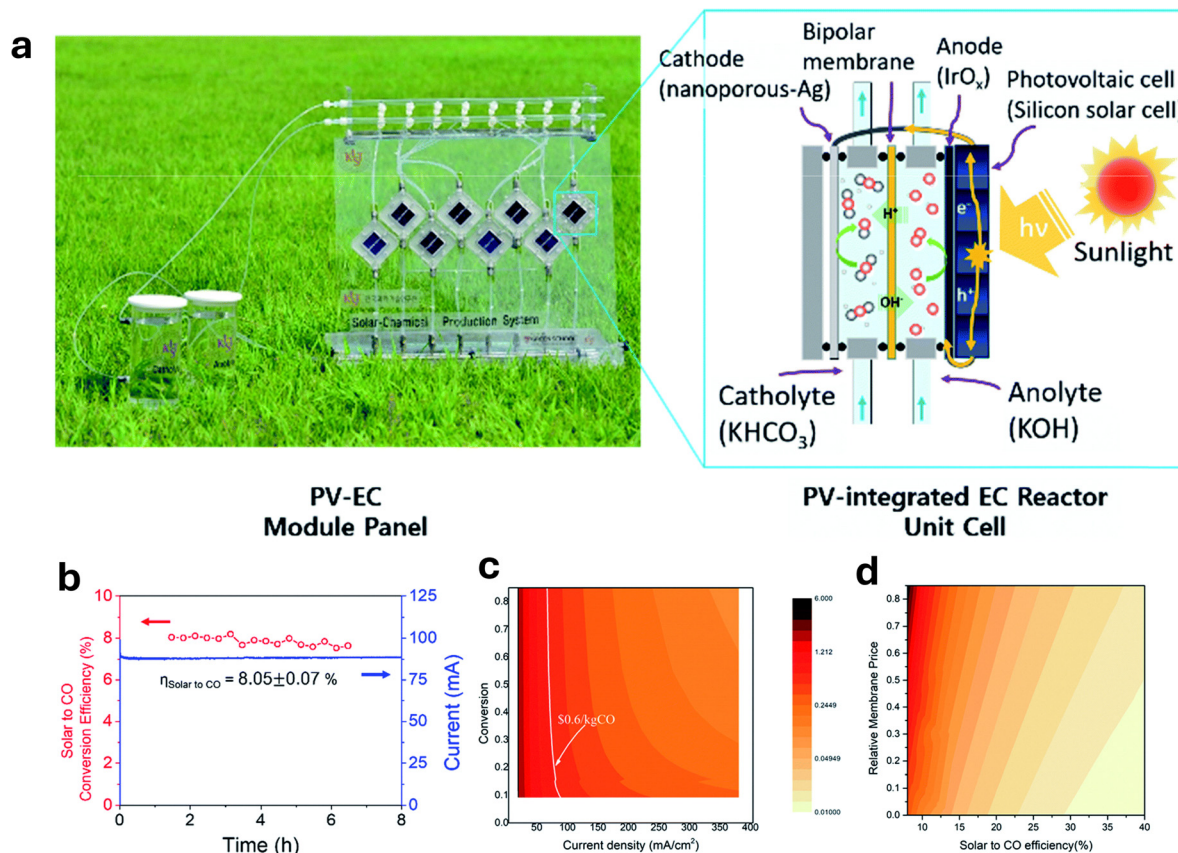 a
Cathode
(nanoporous-Ag)
Bipolar
membrane
Anode
(IrOₓ)
Photovoltaic cell
(Silicon solar cell)
H⁺
OH⁻
e⁻
h⁺
hν
Sunlight
Catholyte
(KHCO₃)
Anolyte
(KOH)
Solar-Chemical Production System
PV-EC
Module Panel
PV-integrated EC Reactor
Unit Cell
b
Solar to CO
Conversion Efficiency (%)
10
8
6
4
2
0
η Solar to CO = 8.05±0.07 %
125
100
75
50
25
0
Current (mA)
0 2 4 6 8
Time (h)
c
Conversion
0.8
0.7
0.6
0.5
0.4
0.3
0.2
0.1
0.0
$0.6/kgCO
50 100 150 200 250 300 350 400
Current density (mA/cm²)
6.000
1.212
0.2449
0.04949
0.01000
d
Relative Membrane Price
0.8
0.7
0.6
0.5
0.4
0.3
0.2
0.1
0.0
10 15 20 25 30 35 40
Solar to CO efficiency(%)